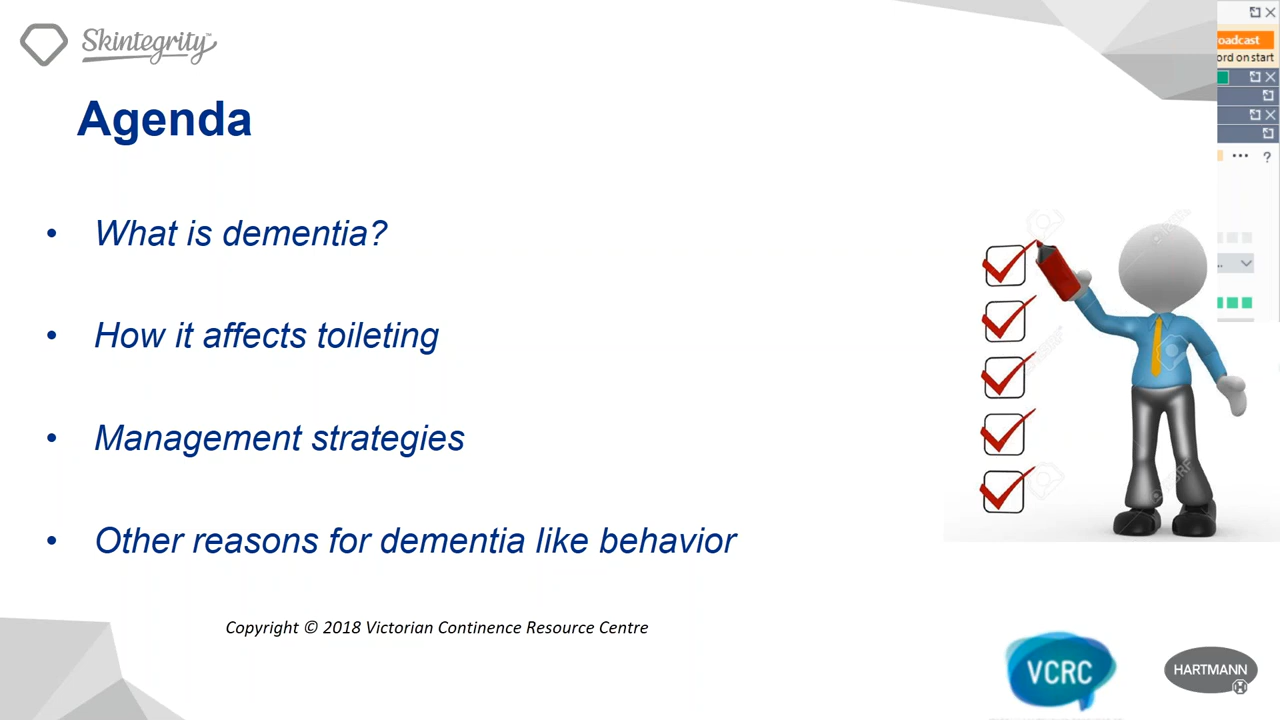 Skintegrity™
oadcast
ord on start
Agenda
• What is dementia?
• How it affects toileting
• Management strategies
• Other reasons for dementia like behavior
Copyright © 2018 Victorian Continence Resource Centre
VCRC
HARTMANN